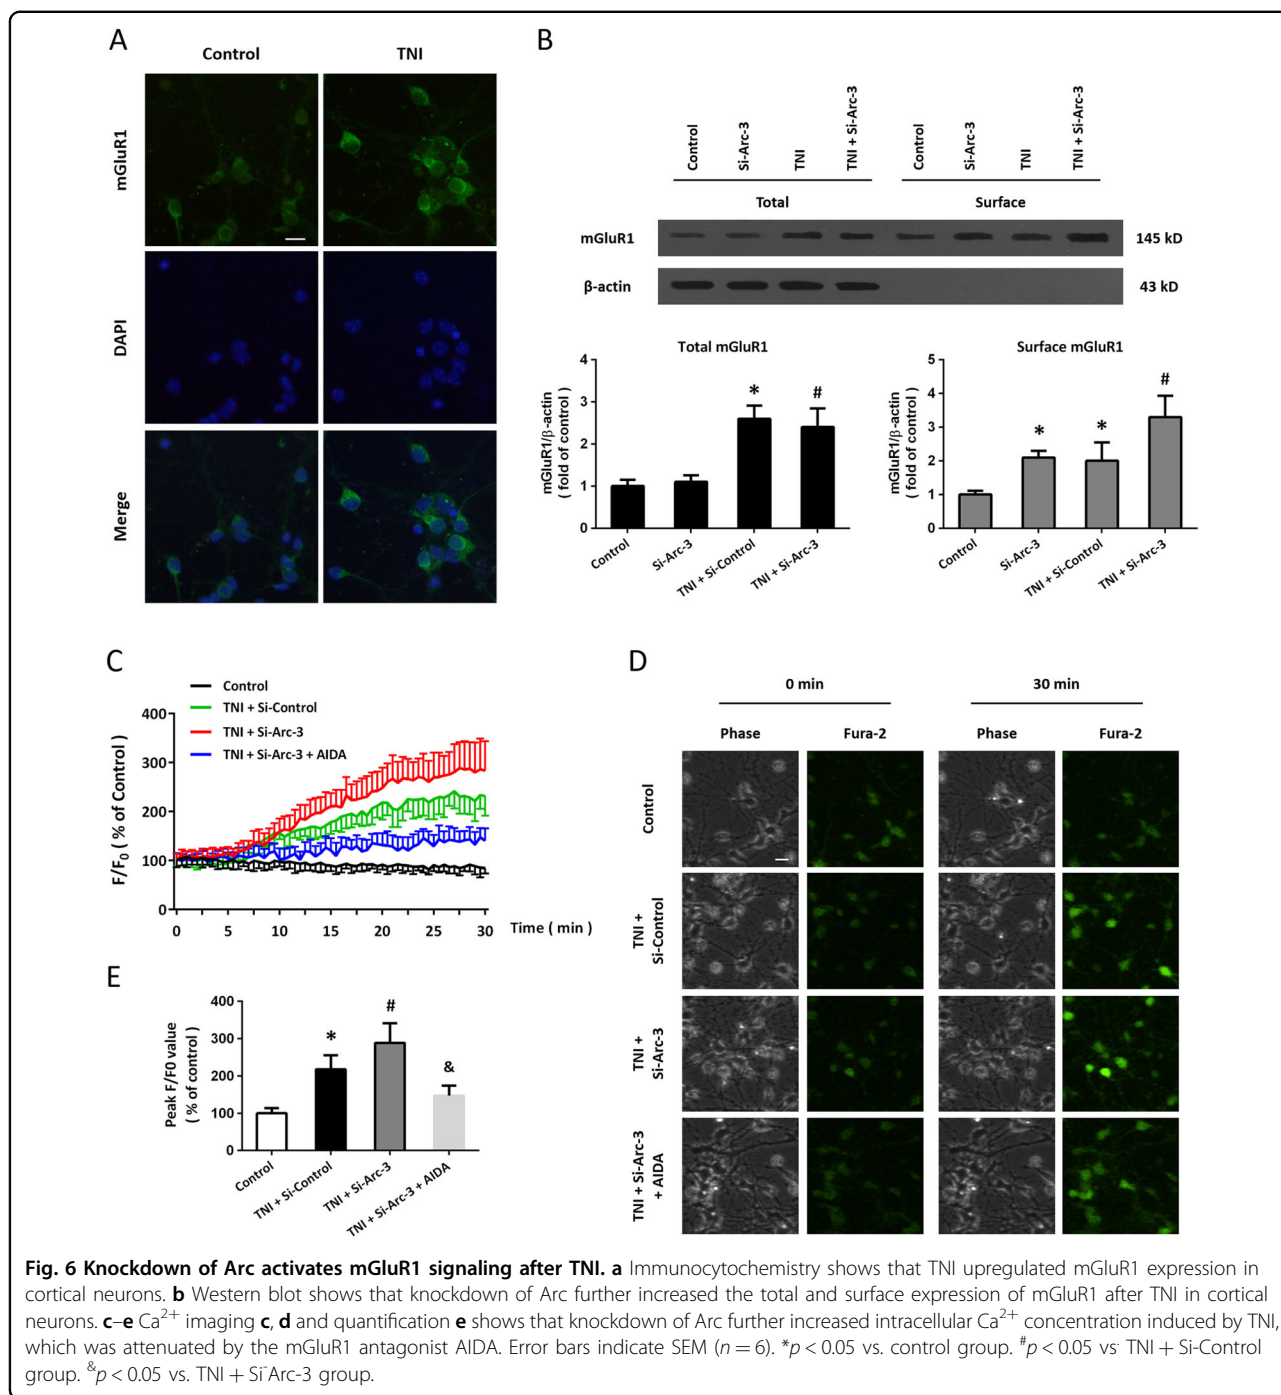 A
Control
TNI
mGluR1
DAPI
Merge
B
Control
Si-Arc-3
TNI
TNI + Si-Arc-3
Control
Si-Arc-3
TNI
TNI + Si-Arc-3
Total
Surface
mGluR1
145 kD
β-actin
43 kD
Total mGluR1
mGluR1/β-actin
( fold of control )
4
3
2
1
0
*
#
Control
Si-Arc-3
TNI + Si-Control
TNI + Si-Arc-3
Surface mGluR1
mGluR1/β-actin
( fold of control )
5
4
3
2
1
0
*
*
#
Control
Si-Arc-3
TNI + Si-Control
TNI + Si-Arc-3
C
Control
TNI + Si-Control
TNI + Si-Arc-3
TNI + Si-Arc-3 + AIDA
F/F0 ( % of Control )
400
300
200
100
0
0 5 10 15 20 25 30
Time ( min )
D
0 min
30 min
Phase
Fura-2
Phase
Fura-2
Control
TNI +
Si-Control
TNI +
Si-Arc-3
TNI + Si-Arc-3
+ AIDA
E
Peak F/F0 value
( % of control )
400
300
200
100
0
*
#
&
Control
TNI + Si-Control
TNI + Si-Arc-3
TNI + Si-Arc-3 + AIDA
Fig. 6 Knockdown of Arc activates mGluR1 signaling after TNI. a Immunocytochemistry shows that TNI upregulated mGluR1 expression in
cortical neurons. b Western blot shows that knockdown of Arc further increased the total and surface expression of mGluR1 after TNI in cortical
neurons. c–e Ca2+ imaging c, d and quantification e shows that knockdown of Arc further increased intracellular Ca2+ concentration induced by TNI,
which was attenuated by the mGluR1 antagonist AIDA. Error bars indicate SEM (n = 6). *p < 0.05 vs. control group. #p < 0.05 vs. TNI + Si-Control
group. &p < 0.05 vs. TNI + Si-Arc-3 group.